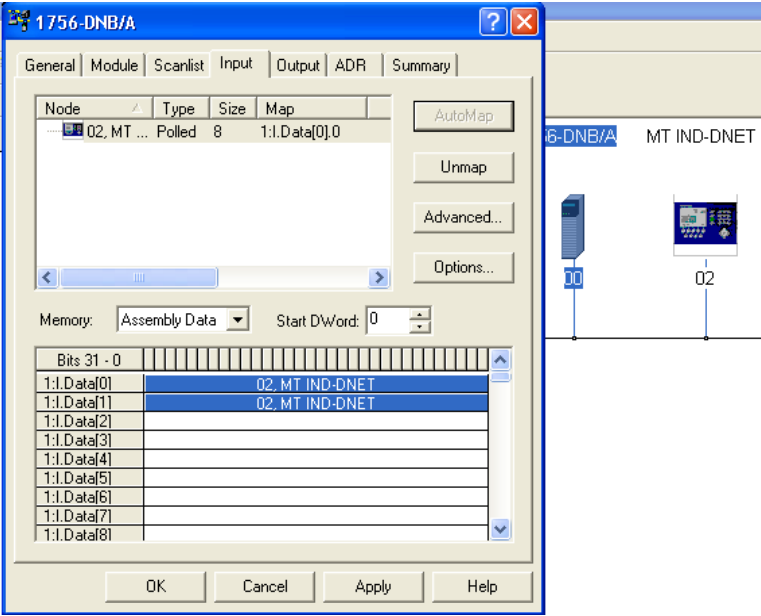 1756-DNB/A
General Module Scanlist Input Output ADR Summary
Node Type Size Map
02, MT ... Polled 8 1:I.Data[0].0
AutoMap
Unmap
Advanced...
Options...
Memory: Assembly Data Start DWord: 0
Bits 31 - 0
1:I.Data[0] 02, MT IND-DNET
1:I.Data[1] 02, MT IND-DNET
1:I.Data[2]
1:I.Data[3]
1:I.Data[4]
1:I.Data[5]
1:I.Data[6]
1:I.Data[7]
1:I.Data[8]
OK Cancel Apply Help
56-DNB/A MT IND-DNET
00 02